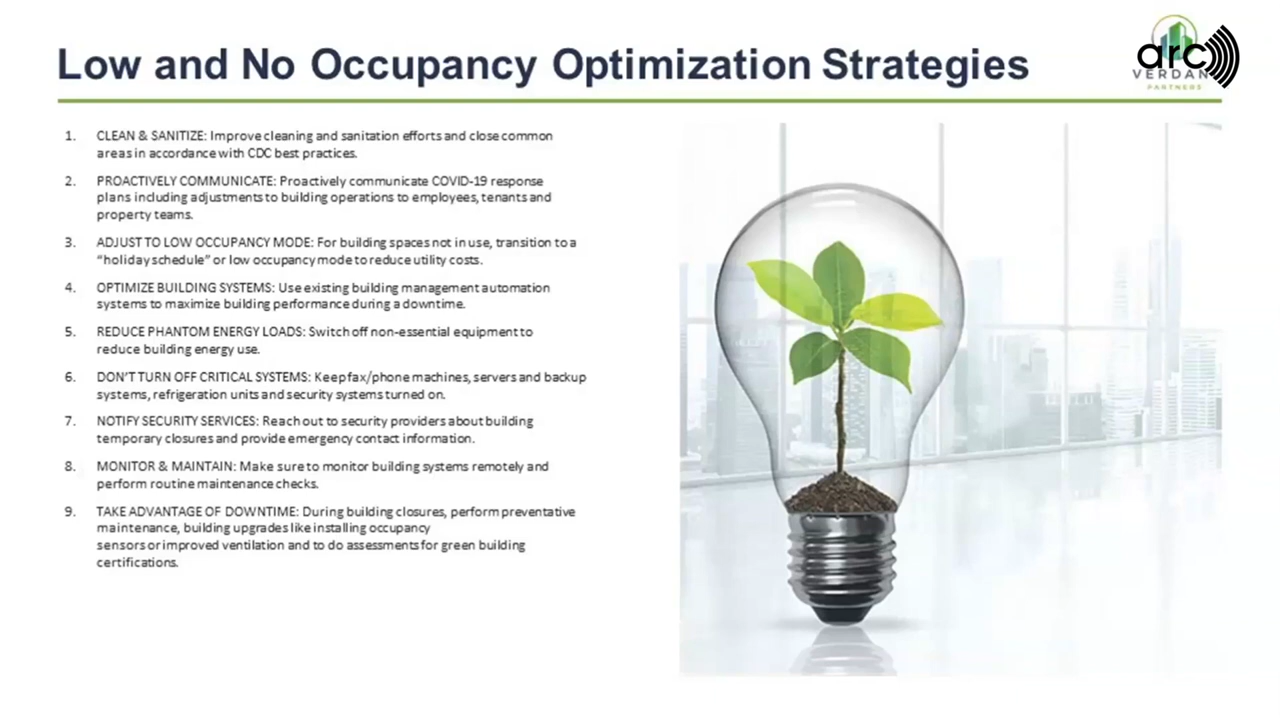 Low and No Occupancy Optimization Strategies
arc
VERDAN
PARTNERS
1. CLEAN & SANITIZE: Improve cleaning and sanitation efforts and close common
areas in accordance with CDC best practices.
2. PROACTIVELY COMMUNICATE: Proactively communicate COVID-19 response
plans including adjustments to building operations to employees, tenants and
property teams.
3. ADJUST TO LOW OCCUPANCY MODE: For building spaces not in use, transition to a
“holiday schedule” or low occupancy mode to reduce utility costs.
4. OPTIMIZE BUILDING SYSTEMS: Use existing building management automation
systems to maximize building performance during a downtime.
5. REDUCE PHANTOM ENERGY LOADS: Switch off non-essential equipment to
reduce building energy use.
6. DON’T TURN OFF CRITICAL SYSTEMS: Keep fax/phone machines, servers and backup
systems, refrigeration units and security systems turned on.
7. NOTIFY SECURITY SERVICES: Reach out to security providers about building
temporary closures and provide emergency contact information.
8. MONITOR & MAINTAIN: Make sure to monitor building systems remotely and
perform routine maintenance checks.
9. TAKE ADVANTAGE OF DOWNTIME: During building closures, perform preventative
maintenance, building upgrades like installing occupancy
sensors or improved ventilation and to do assessments for green building
certifications.